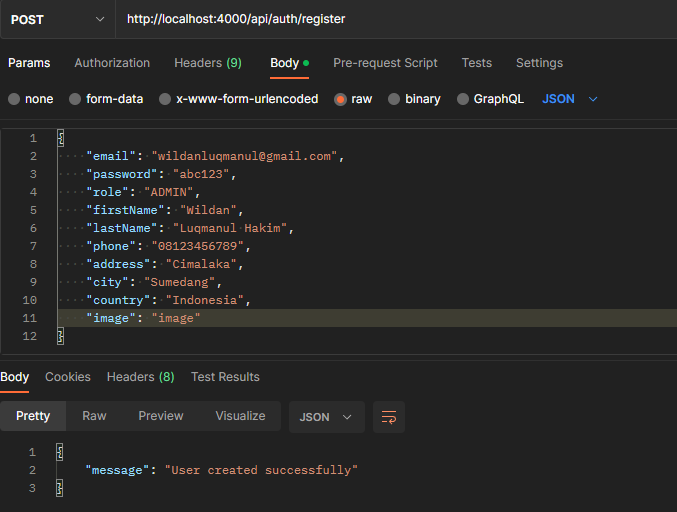 POST http://localhost:4000/api/auth/register
Params Authorization Headers (9) Body Pre-request Script Tests Settings
none form-data x-www-form-urlencoded raw binary GraphQL JSON
1 {
2 "email": "wildanluqmanul@gmail.com",
3 "password": "abc123",
4 "role": "ADMIN",
5 "firstName": "Wildan",
6 "lastName": "Luqmanul Hakim",
7 "phone": "08123456789",
8 "address": "Cimalaka",
9 "city": "Sumedang",
10 "country": "Indonesia",
11 "image": "image"
12 }
Body Cookies Headers (8) Test Results
Pretty Raw Preview Visualize JSON
1 {
2 "message": "User created successfully"
3 }